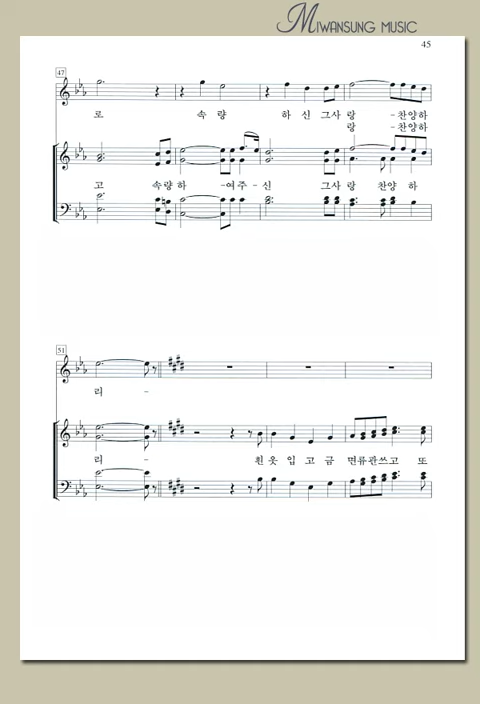 MIWANSUNG MUSIC
45
47
로 속량 하신 그사랑 - 찬양하
랑 - 찬양하
고 속량하 - 여주 - 신 그사랑 찬양 하
51
리 -
리 - 흰 옷 입 고 금 면류관쓰고 또